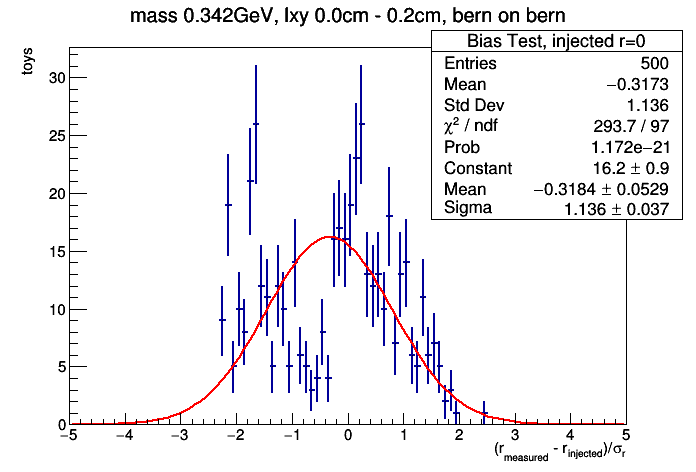 mass 0.342GeV, lxy 0.0cm - 0.2cm, bern on bern
toys
Bias Test, injected r=0
Entries 500
Mean −0.3173
Std Dev 1.136
χ² / ndf 293.7 / 97
Prob 1.172e−21
Constant 16.2 ± 0.9
Mean −0.3184 ± 0.0529
Sigma 1.136 ± 0.037
30
25
20
15
10
5
0
−5 −4 −3 −2 −1 0 1 2 3 4 5
(r_measured - r_injected)/σ_r